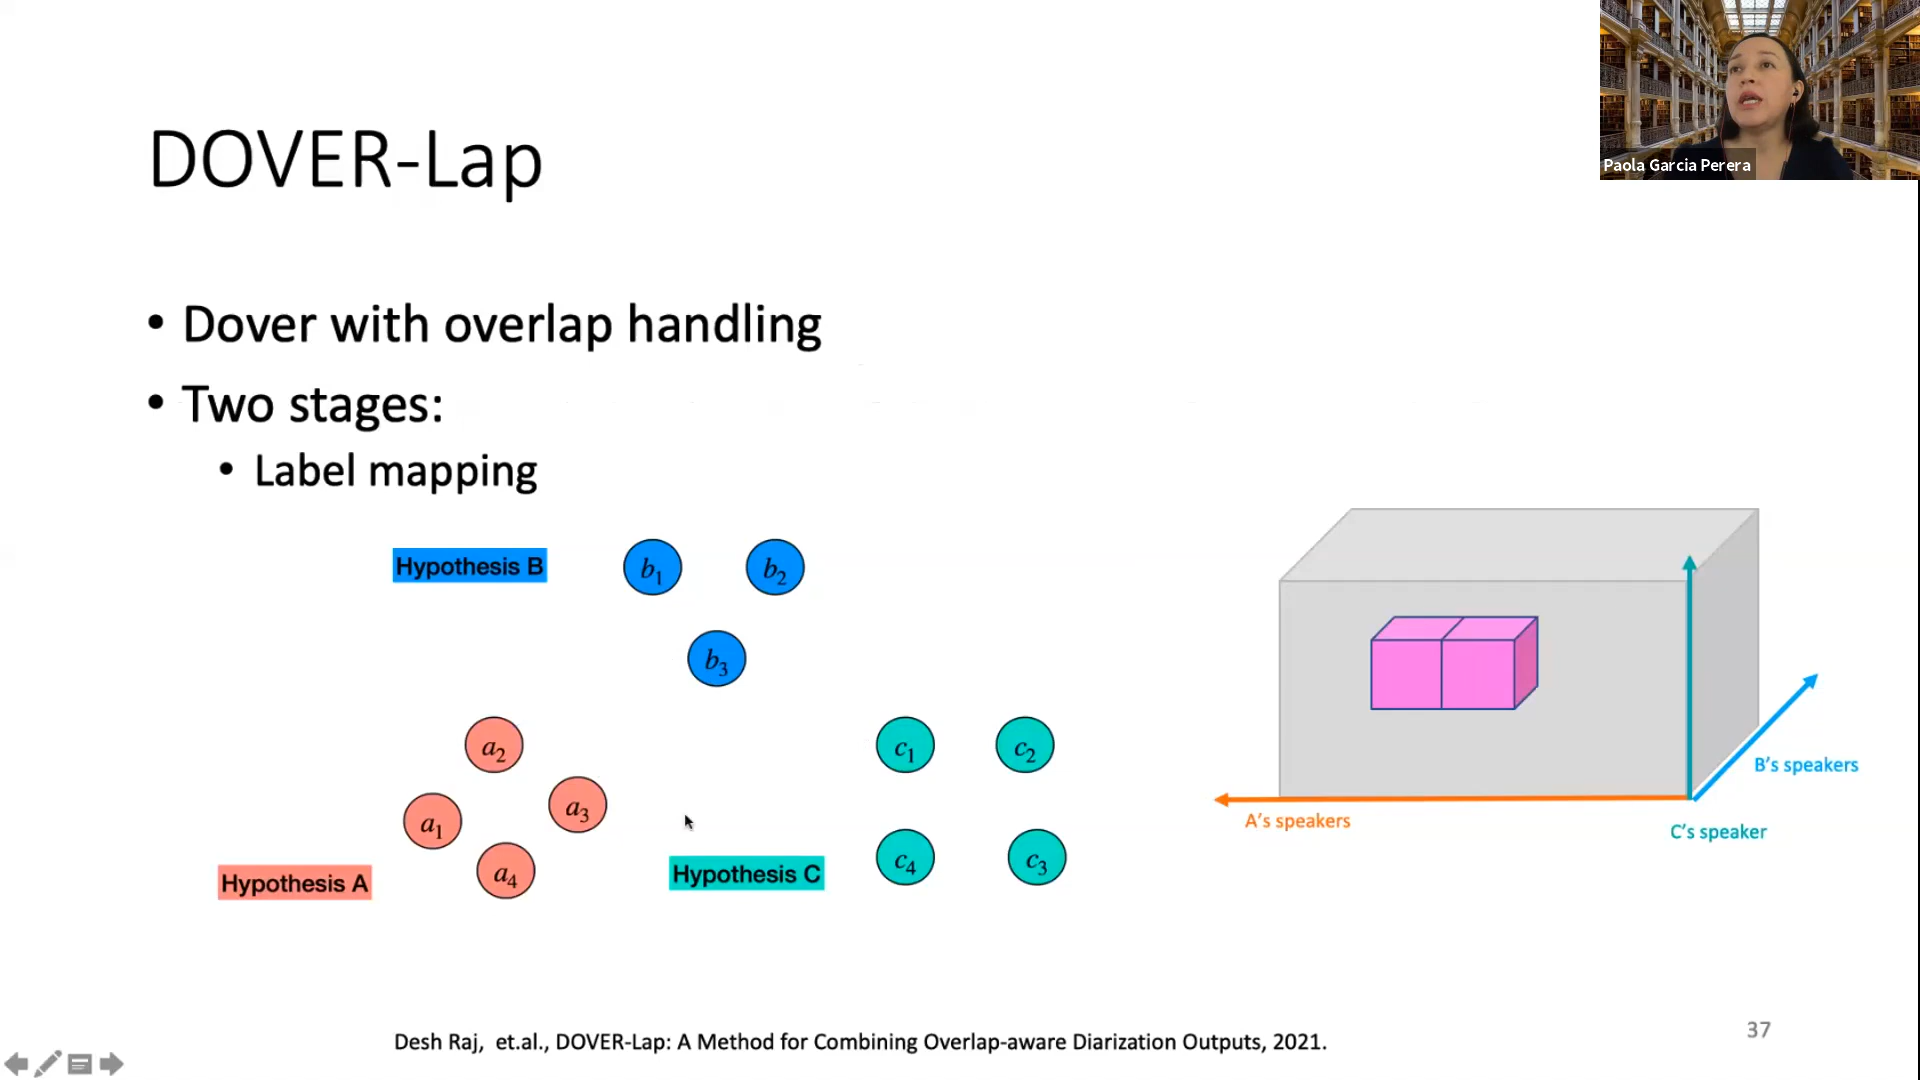 Paola Garcia Perera
DOVER-Lap
• Dover with overlap handling
• Two stages:
• Label mapping
Hypothesis B
b1
b2
b3
a2
a1
a3
a4
Hypothesis A
c1
c2
c4
c3
Hypothesis C
B's speakers
A's speakers
C's speaker
Desh Raj, et.al., DOVER-Lap: A Method for Combining Overlap-aware Diarization Outputs, 2021.
37